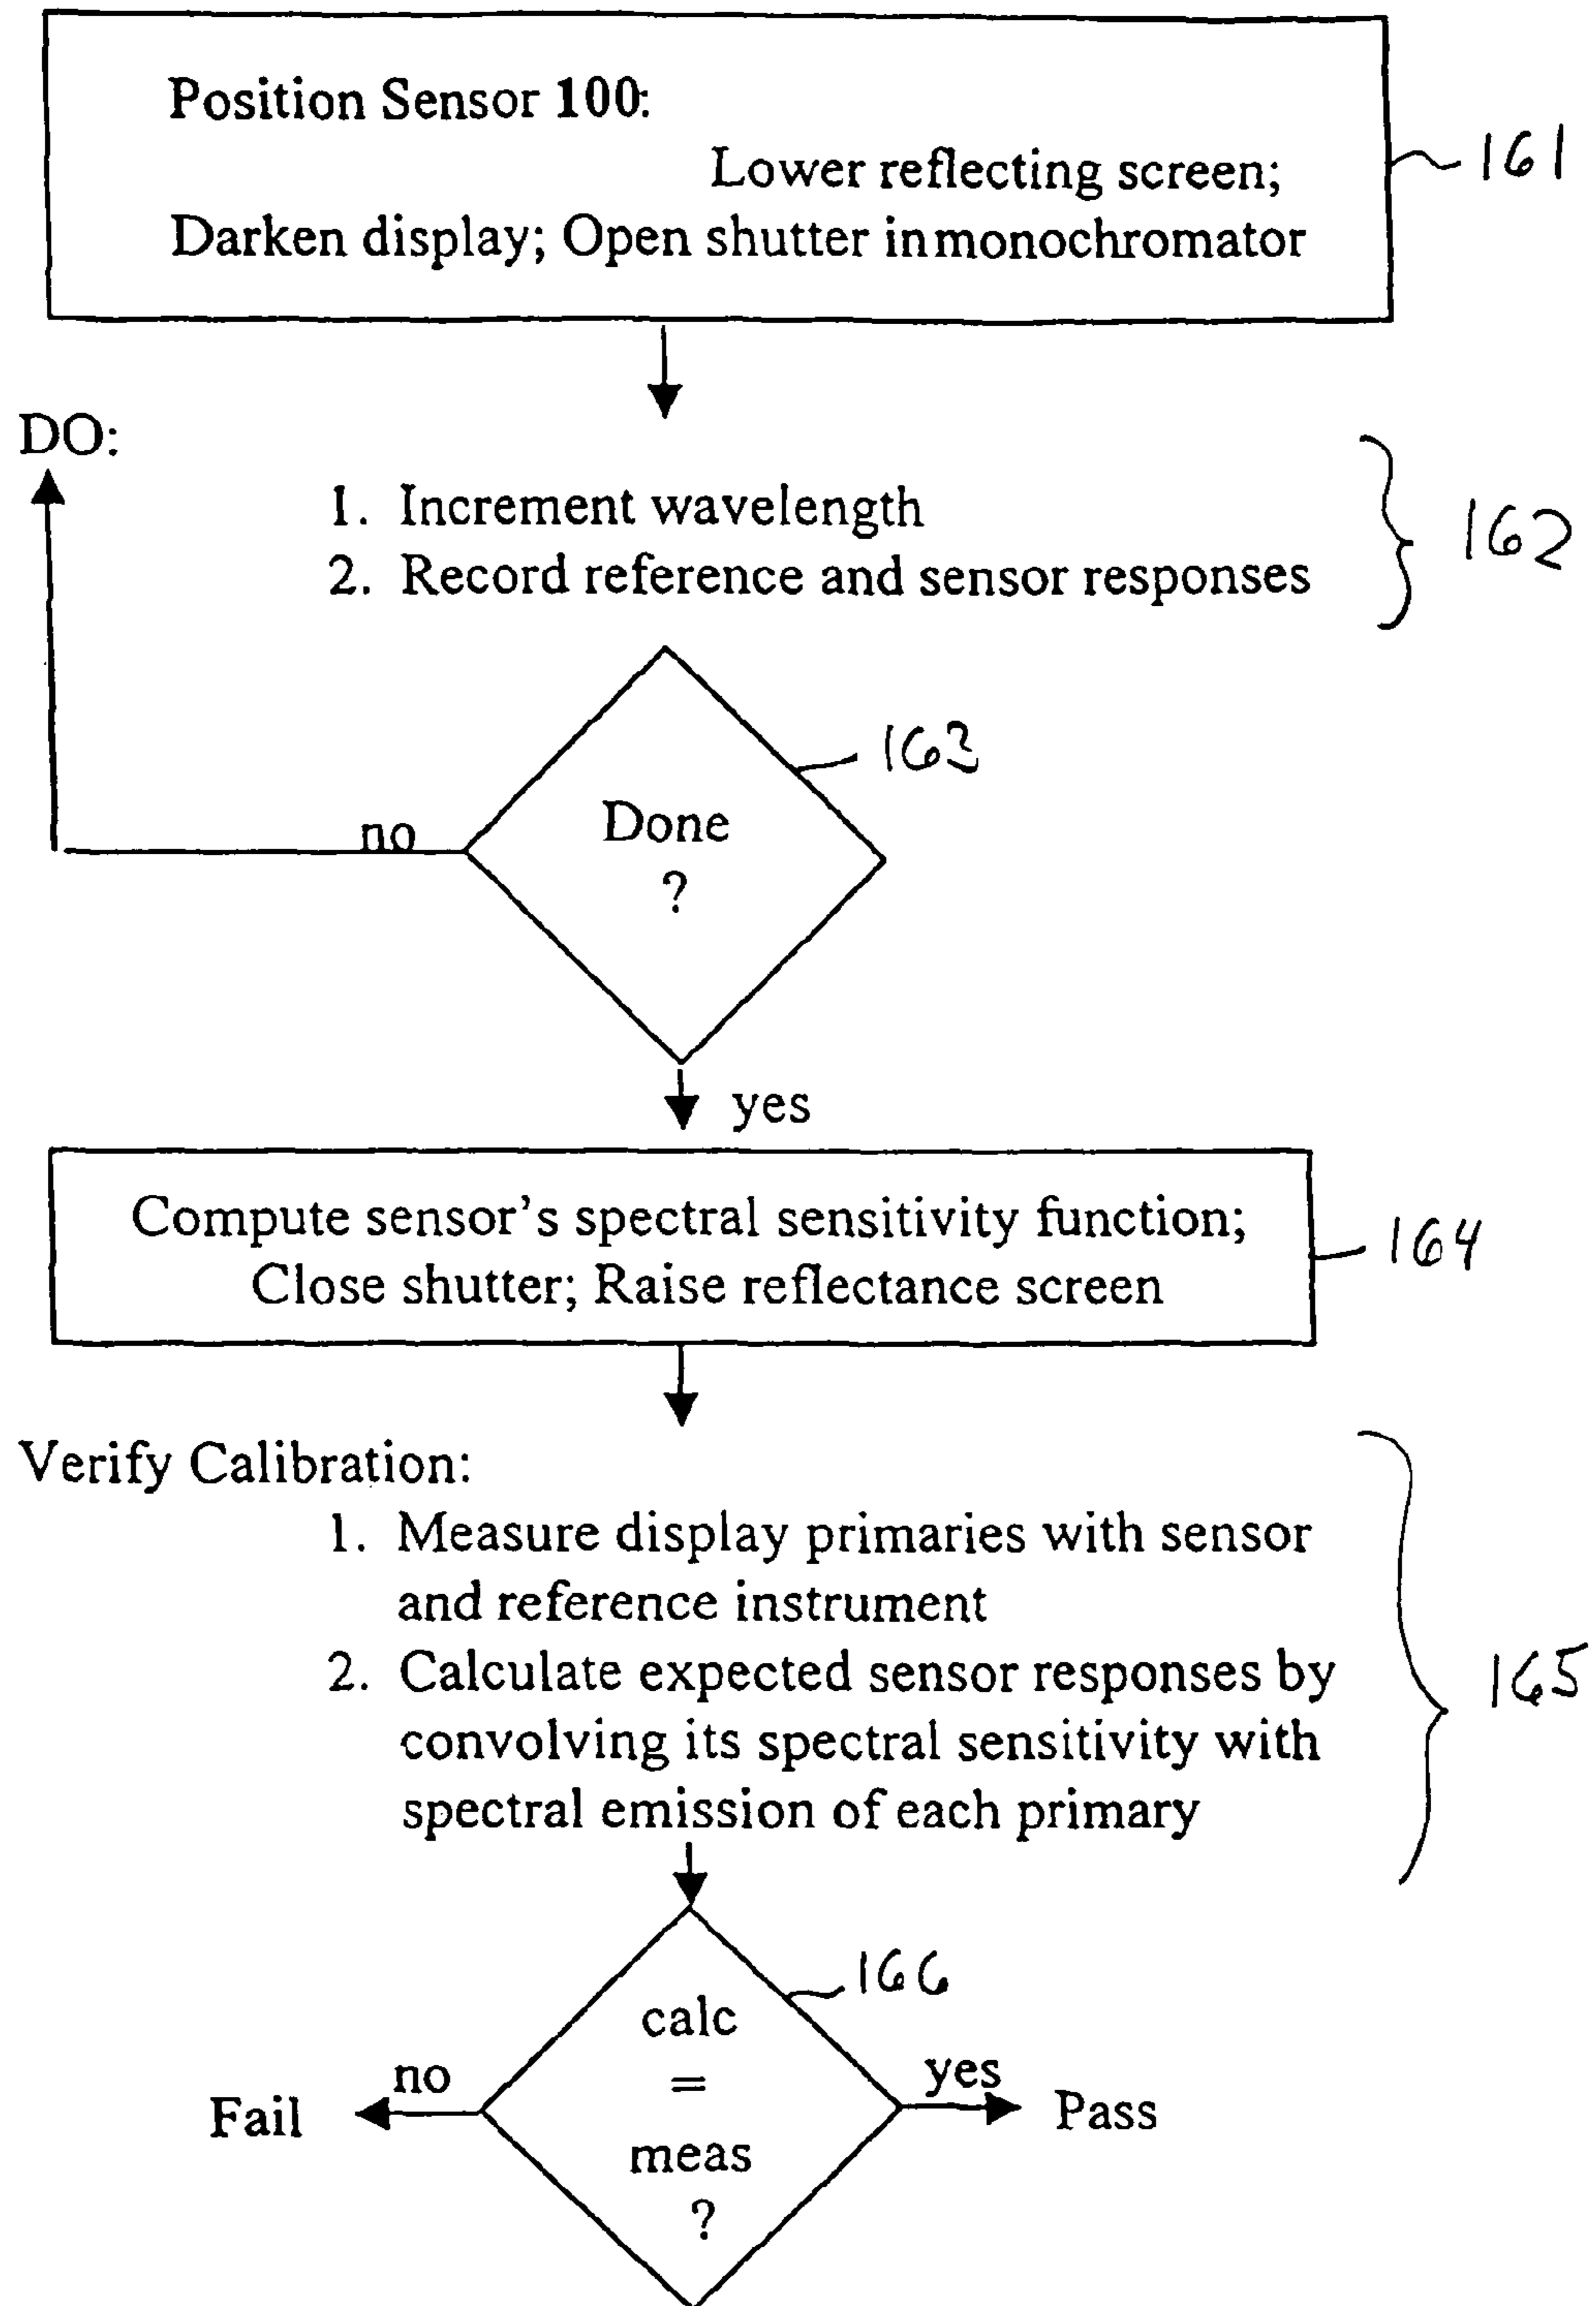 Position Sensor 100:
Lower reflecting screen;
Darken display; Open shutter inmonochromator
161
DO:
1. Increment wavelength
2. Record reference and sensor responses
162
163
Done
?
no
yes
Compute sensor's spectral sensitivity function;
Close shutter; Raise reflectance screen
164
Verify Calibration:
1. Measure display primaries with sensor
and reference instrument
2. Calculate expected sensor responses by
convolving its spectral sensitivity with
spectral emission of each primary
165
166
calc
=
meas
?
no
Fail
yes
Pass